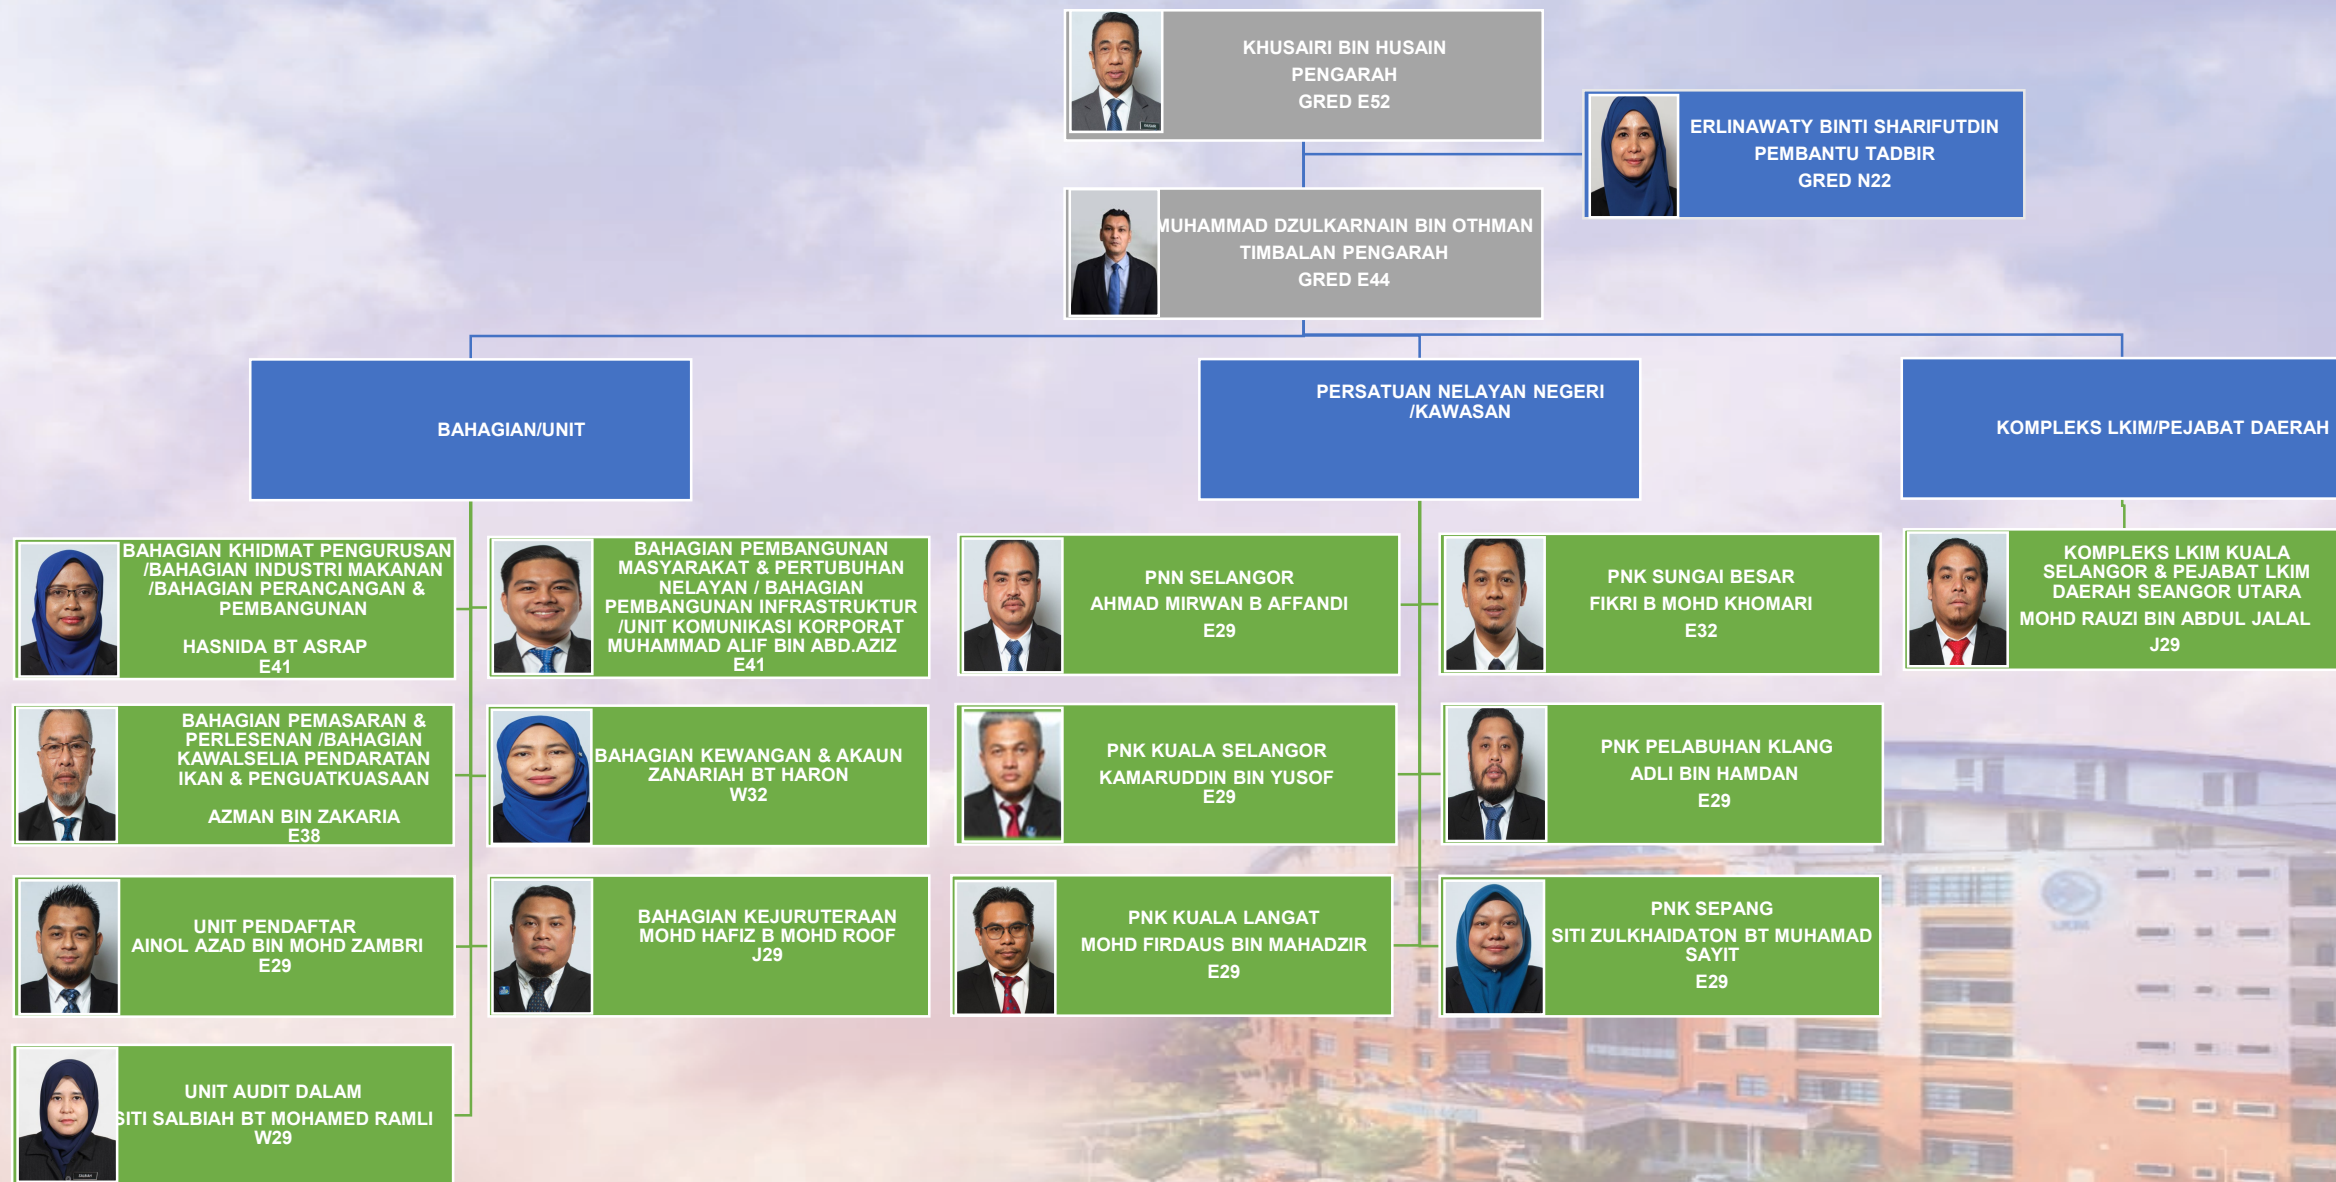 KHUSAIRI BIN HUSAIN
PENGARAH
GRED E52
ERLINAWATY BINTI SHARIFUTDIN
PEMBANTU TADBIR
GRED N22
MUHAMMAD DZULKARNAIN BIN OTHMAN
TIMBALAN PENGARAH
GRED E44
BAHAGIAN/UNIT
PERSATUAN NELAYAN NEGERI
/KAWASAN
KOMPLEKS LKIM/PEJABAT DAERAH
BAHAGIAN KHIDMAT PENGURUSAN
/BAHAGIAN INDUSTRI MAKANAN
/BAHAGIAN PERANCANGAN &
PEMBANGUNAN
HASNIDA BT ASRAP
E41
BAHAGIAN PEMBANGUNAN
MASYARAKAT & PERTUBUHAN
NELAYAN / BAHAGIAN
PEMBANGUNAN INFRASTRUKTUR
/UNIT KOMUNIKASI KORPORAT
MUHAMMAD ALIF BIN ABD.AZIZ
E41
PNN SELANGOR
AHMAD MIRWAN B AFFANDI
E29
PNK SUNGAI BESAR
FIKRI B MOHD KHOMARI
E32
KOMPLEKS LKIM KUALA
SELANGOR & PEJABAT LKIM
DAERAH SEANGOR UTARA
MOHD RAUZI BIN ABDUL JALAL
J29
BAHAGIAN PEMASARAN &
PERLESENAN /BAHAGIAN
KAWALSELIA PENDARATAN
IKAN & PENGUATKUASAAN
AZMAN BIN ZAKARIA
E38
BAHAGIAN KEWANGAN & AKAUN
ZANARIAH BT HARON
W32
PNK KUALA SELANGOR
KAMARUDDIN BIN YUSOF
E29
PNK PELABUHAN KLANG
ADLI BIN HAMDAN
E29
UNIT PENDAFTAR
AINOL AZAD BIN MOHD ZAMBRI
E29
BAHAGIAN KEJURUTERAAN
MOHD HAFIZ B MOHD ROOF
J29
PNK KUALA LANGAT
MOHD FIRDAUS BIN MAHADZIR
E29
PNK SEPANG
SITI ZULKHAIDATON BT MUHAMAD
SAYIT
E29
UNIT AUDIT DALAM
SITI SALBIAH BT MOHAMED RAMLI
W29